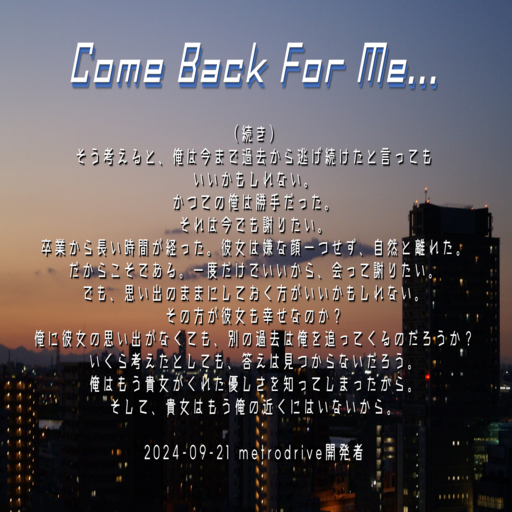 Come Back For Me...
（続き）
そう考えると、俺は今まで過去から逃げ続けたと言っても
いいかもしれない。
かつての俺は勝手だった。
それは今でも謝りたい。
卒業から長い時間が経った。彼女は嫌な顔一つせず、自然と離れた。
だからこそである。一度だけでいいから、会って謝りたい。
でも、思い出のままにしておく方がいいかもしれない。
その方が彼女も幸せなのか？
俺に彼女の思い出がなくても、別の過去は俺を追ってくるのだろうか？
いくら考えたとしても、答えは見つからないだろう。
俺はもう貴女がくれた優しさを知ってしまったから。
そして、貴女はもう俺の近くにはいないから。
2024-09-21 metrodrive開発者